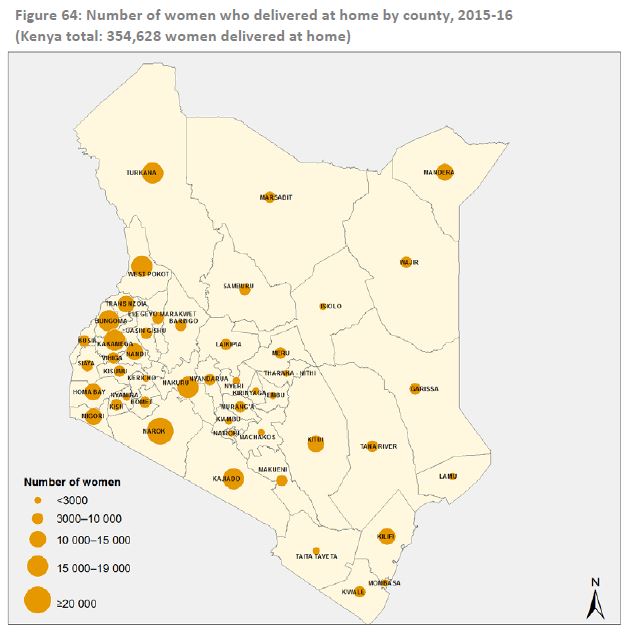 Figure 64: Number of women who delivered at home by county, 2015-16
(Kenya total: 354,628 women delivered at home)
TURKANA
MANDERA
MARSABIT
WAJIR
WEST POKOT
SAMBURU
ISIOLO
TRANS NZOIA
ELEGEYO MARAKWET
BUNGOMA
BARINGO
UASIN GISHU
BUSIA
KAKAMEGA
LAIKIPIA
NANDI
MERU
VIHIGA
SIAYA
KISUMU
THARAKA - NITHI
KERICHO
NAKURU
NYANDARUA
NYERI
GARISSA
HOMA BAY
NYAMIRA
KIRINYAGA
EMBU
KISII
BOMET
MURANG'A
MIGORI
KIAMBU
NAROK
NAIROBI
MACHAKOS
KITUI
TANA RIVER
MAKUENI
KAJIADO
LAMU
Number of women
<3000
3000–10 000
10 000–15 000
15 000–19 000
≥20 000
KILIFI
TAITA TAVETA
MOMBASA
KWALE
N